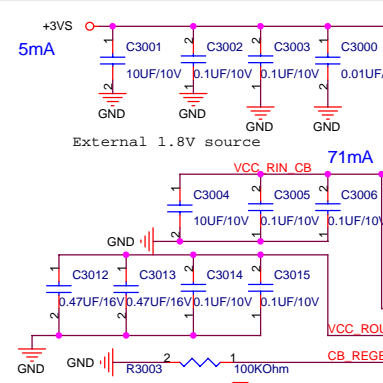 +3VS
5mA
C3001 C3002 C3003 C3000
10UF/10V 0.1UF/10V 0.1UF/10V 0.01UF/
1 2 2 1
2 1 1 2
GND GND GND GND
External 1.8V source
71mA
VCC_RIN_CB
C3004 C3005 C3006
10UF/10V 0.1UF/10V 0.1UF/10V
1 2 2
2 1 1
GND
C3012 C3013 C3014 C3015
0.47UF/16V 0.47UF/16V 0.1UF/10V 0.1UF/10V
1 1 2 2
2 2 1 1
VCC_ROU
GND GND R3003 2 1 100KOhm CB_REGE